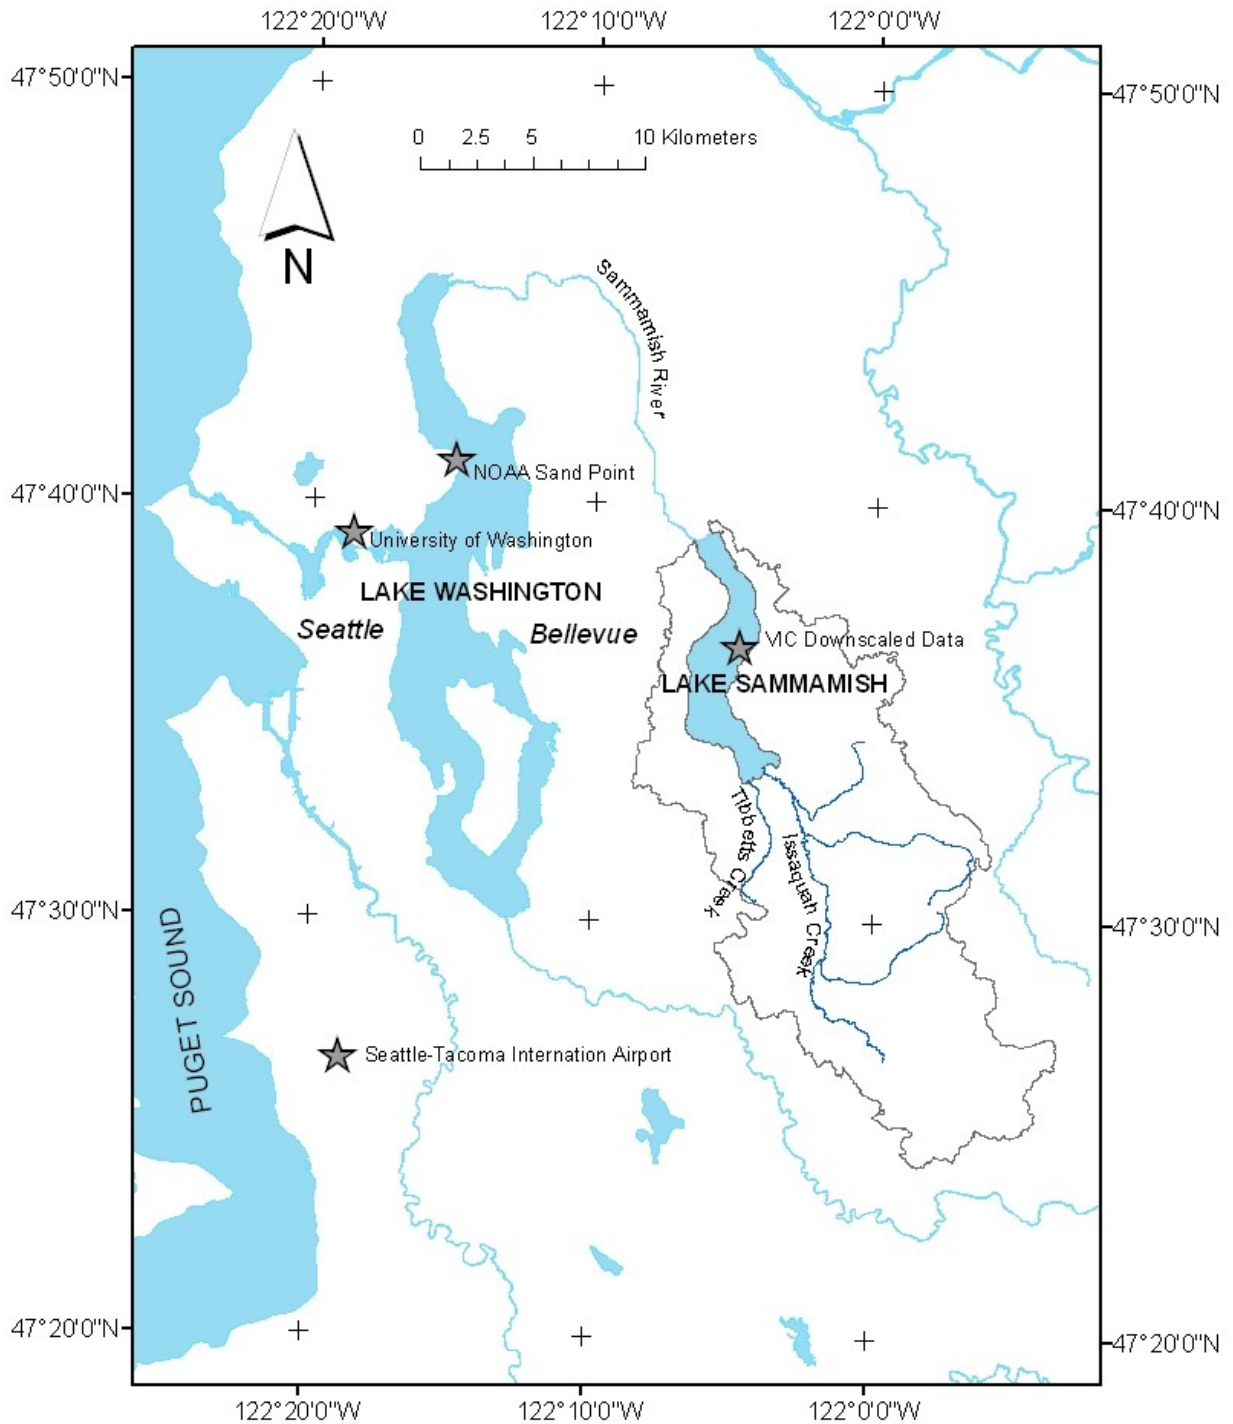 122°20'0"W 122°10'0"W 122°0'0"W
47°50'0"N 47°50'0"N
0 2.5 5 10 Kilometers
N
Sammamish River
NOAA Sand Point
47°40'0"N 47°40'0"N
University of Washington
LAKE WASHINGTON
Seattle Bellevue
VIC Downscaled Data
LAKE SAMMAMISH
Tibbetts Creek
Issaquah Creek
47°30'0"N 47°30'0"N
PUGET SOUND
Seattle-Tacoma Internation Airport
47°20'0"N 47°20'0"N
122°20'0"W 122°10'0"W 122°0'0"W